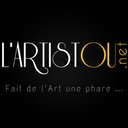 L'ARTISTOU.net
Fait de l'Art une phare ...